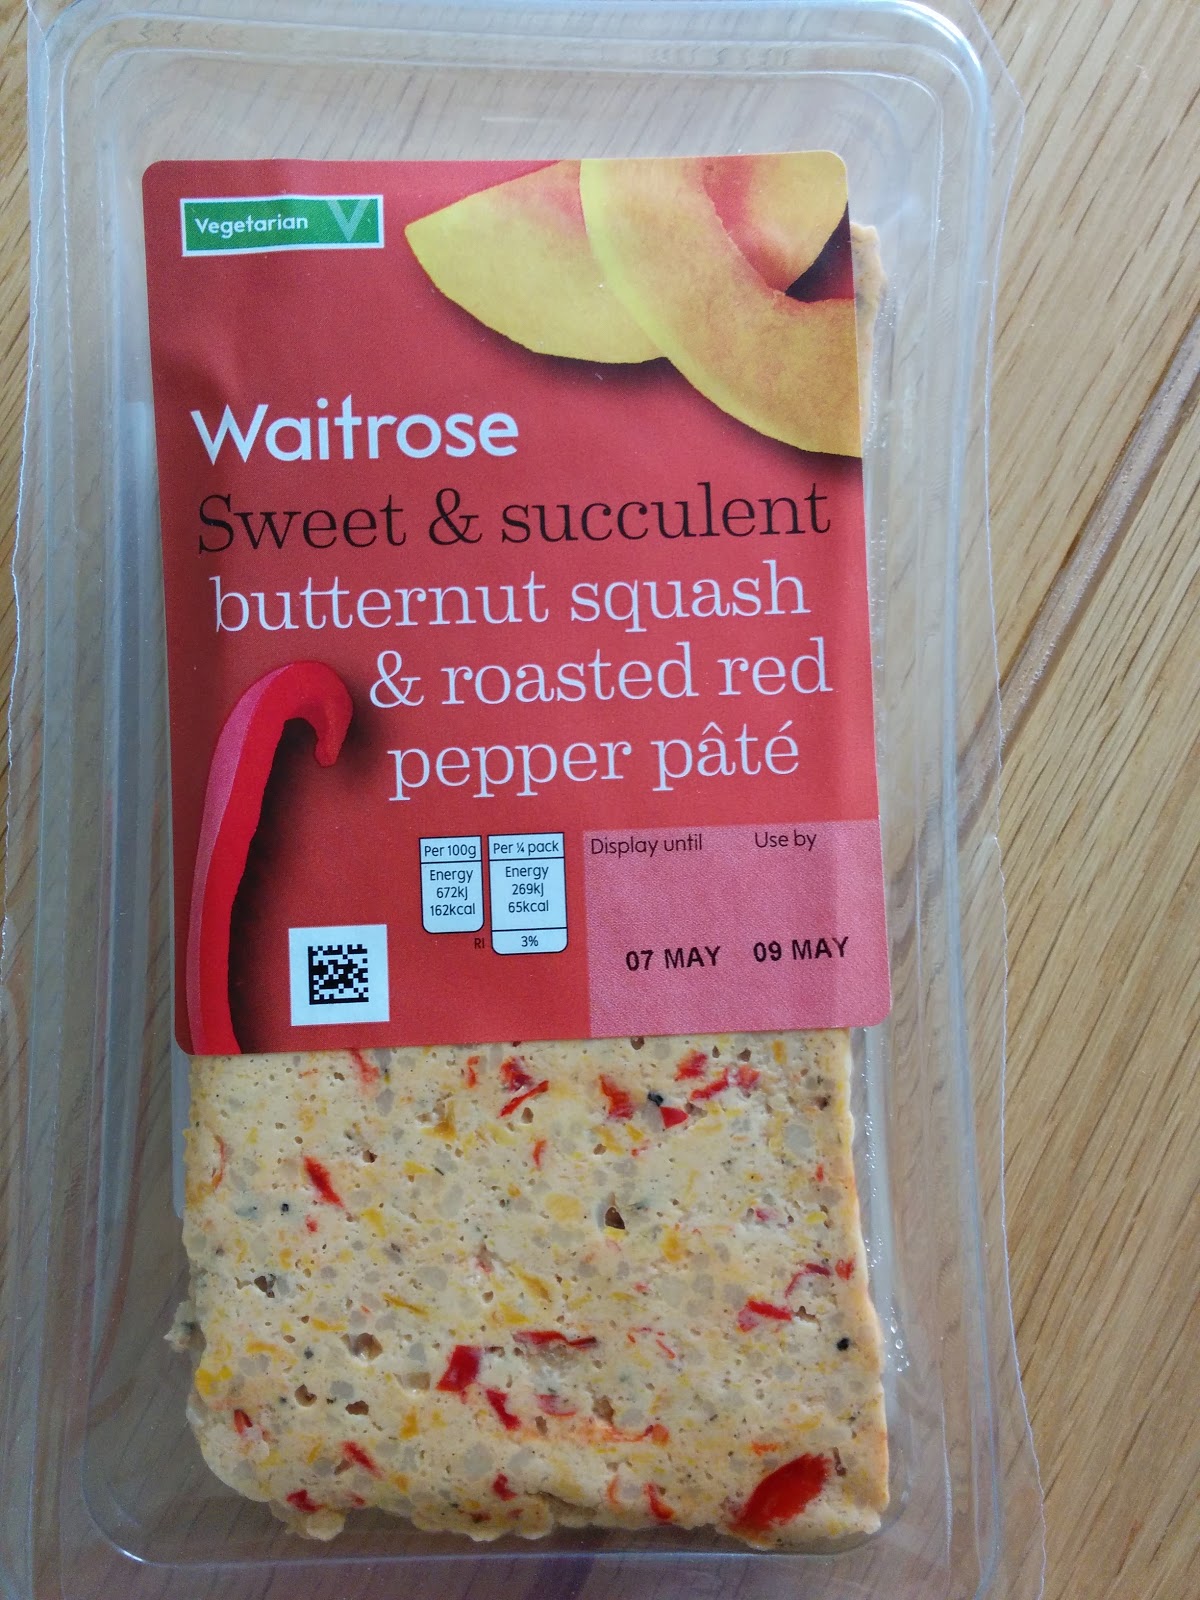 Vegetarian V
Waitrose
Sweet & succulent
butternut squash
& roasted red
pepper pâté
Per 100g
Energy
672kJ
162kcal
Per ¼ pack
Energy
269kJ
65kcal
RI 3%
Display until Use by
07 MAY 09 MAY